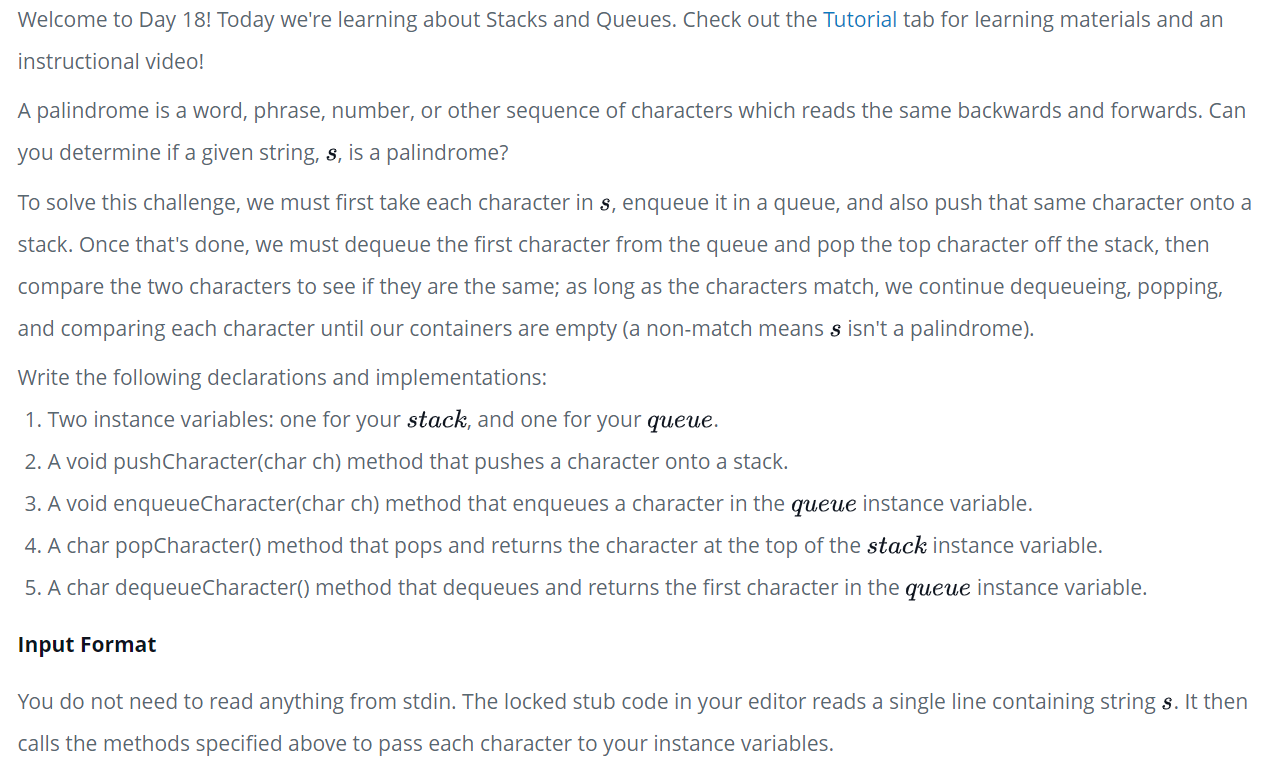 Welcome to Day 18! Today we're learning about Stacks and Queues. Check out the Tutorial tab for learning materials and an
instructional video!
A palindrome is a word, phrase, number, or other sequence of characters which reads the same backwards and forwards. Can
you determine if a given string, s, is a palindrome?
To solve this challenge, we must first take each character in s, enqueue it in a queue, and also push that same character onto a
stack. Once that's done, we must dequeue the first character from the queue and pop the top character off the stack, then
compare the two characters to see if they are the same; as long as the characters match, we continue dequeueing, popping,
and comparing each character until our containers are empty (a non-match means s isn't a palindrome).
Write the following declarations and implementations:
1. Two instance variables: one for your stack, and one for your queue.
2. A void pushCharacter(char ch) method that pushes a character onto a stack.
3. A void enqueueCharacter(char ch) method that enqueues a character in the queue instance variable.
4. A char popCharacter() method that pops and returns the character at the top of the stack instance variable.
5. A char dequeueCharacter() method that dequeues and returns the first character in the queue instance variable.
Input Format
You do not need to read anything from stdin. The locked stub code in your editor reads a single line containing string s. It then
calls the methods specified above to pass each character to your instance variables.